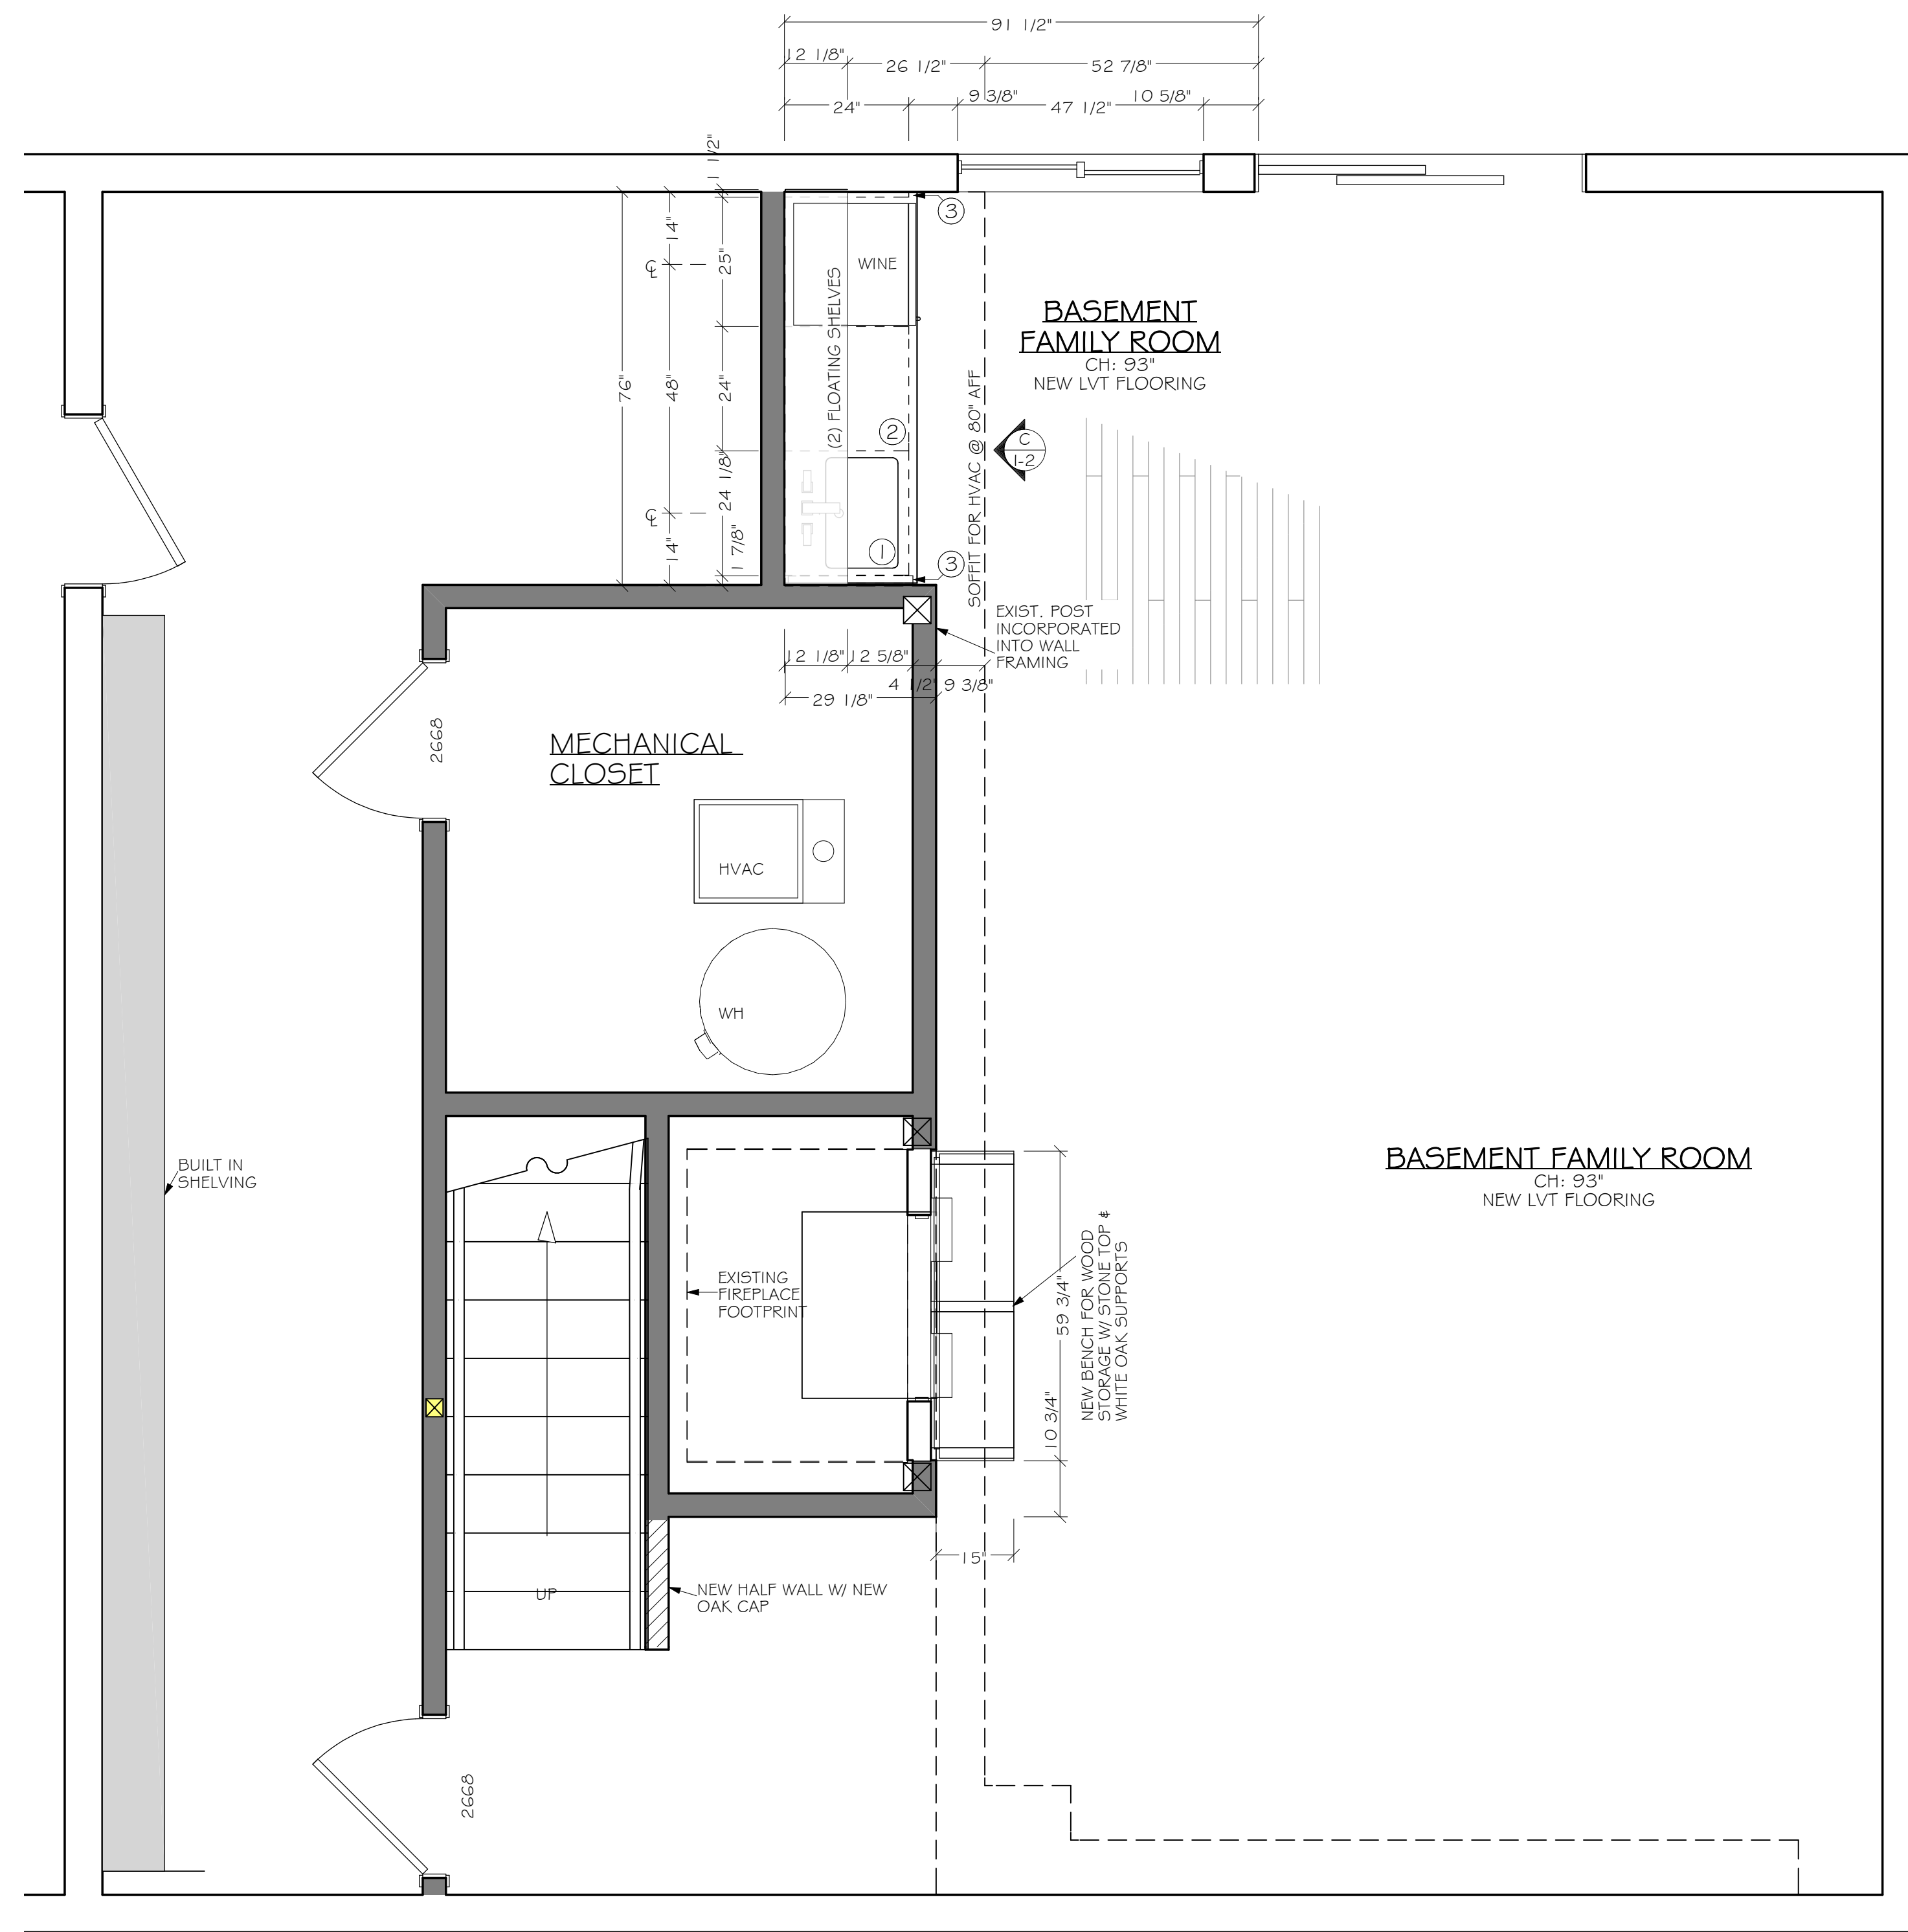 91 1/2"
12 1/8"
26 1/2"
52 7/8"
24"
9 3/8"
47 1/2"
10 5/8"
1 1/2"
14"
25"
76"
48"
24"
24 1/8"
14"
1 7/8"
℄
℄
WINE
(2) FLOATING SHELVES
3
2
1
3
SOFFIT FOR HVAC @ 80" AFF
BASEMENT
FAMILY ROOM
CH: 93"
NEW LVT FLOORING
C
I-2
EXIST. POST
INCORPORATED
INTO WALL
FRAMING
12 1/8"
12 5/8"
4 1/2"
9 3/8"
29 1/8"
2668
MECHANICAL
CLOSET
HVAC
WH
BUILT IN
SHELVING
EXISTING
FIREPLACE
FOOTPRINT
59 3/4"
10 3/4"
NEW BENCH FOR WOOD
STORAGE W/ STONE TOP &
WHITE OAK SUPPORTS
BASEMENT FAMILY ROOM
CH: 93"
NEW LVT FLOORING
15"
UP
NEW HALF WALL W/ NEW
OAK CAP
2668